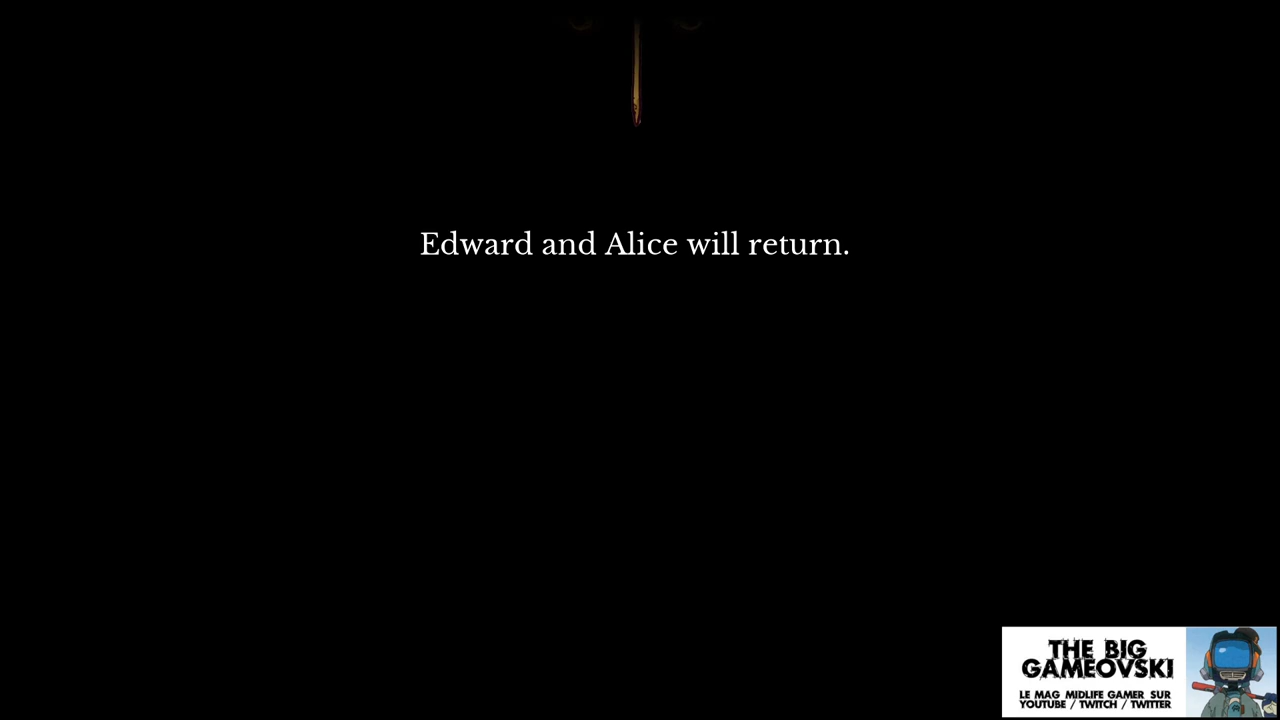 Edward and Alice will return.
THE BIG
GAMEOVSKI
LE MAG MIDLIFE GAMER SUR
YOUTUBE / TWITCH / TWITTER